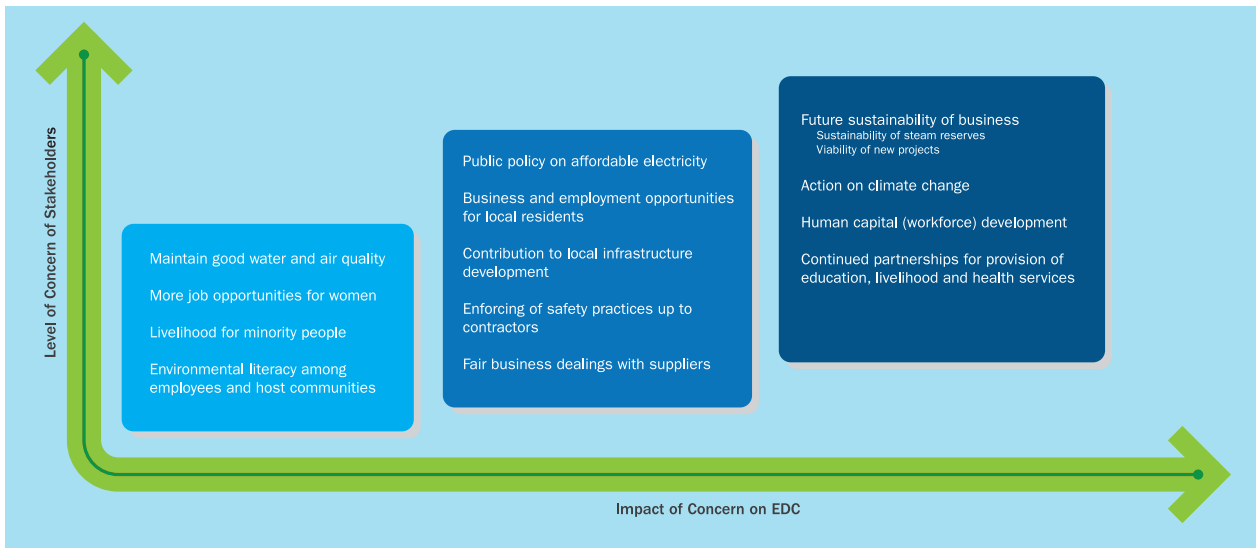 Level of Concern of Stakeholders
Maintain good water and air quality
More job opportunities for women
Livelihood for minority people
Environmental literacy among
employees and host communities
Public policy on affordable electricity
Business and employment opportunities
for local residents
Contribution to local infrastructure
development
Enforcing of safety practices up to
contractors
Fair business dealings with suppliers
Future sustainability of business
Sustainability of steam reserves
Viability of new projects
Action on climate change
Human capital (workforce) development
Continued partnerships for provision of
education, livelihood and health services
Impact of Concern on EDC